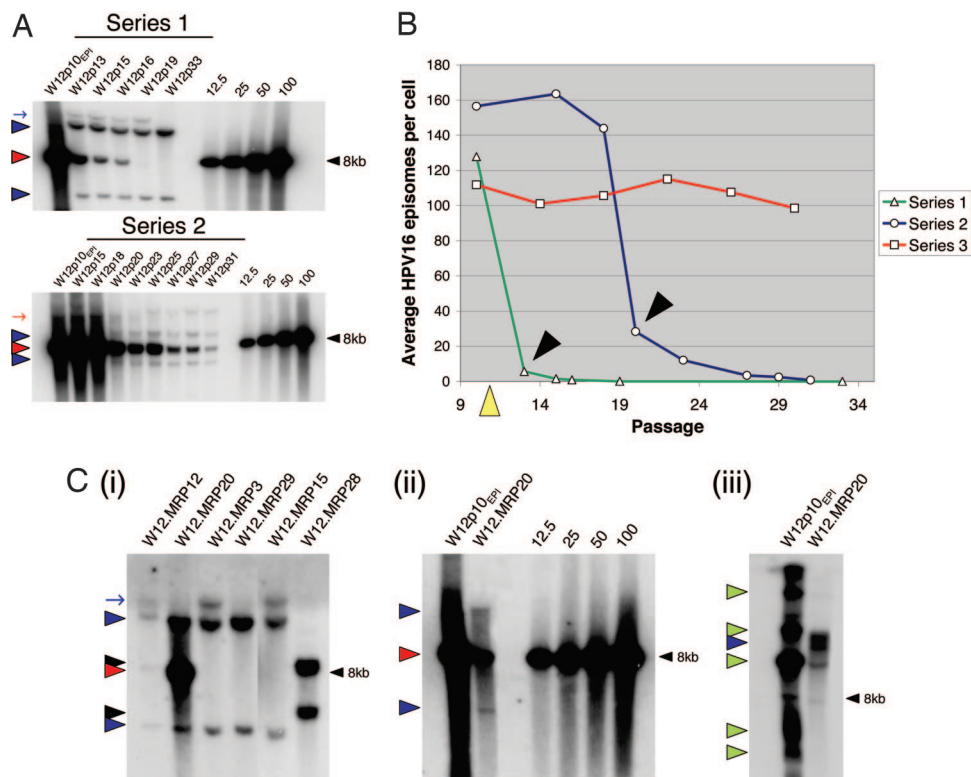 A
Series 1
W12p10EPI
W12p13
W12p15
W12p16
W12p19
W12p33
12.5
25
50
100
8kb
Series 2
W12p10EPI
W12p15
W12p18
W12p20
W12p23
W12p25
W12p27
W12p29
W12p31
12.5
25
50
100
8kb
B
Average HPV16 episomes per cell
180
160
140
120
100
80
60
40
20
0
9
14
19
24
29
34
Passage
Series 1
Series 2
Series 3
C
(i)
W12.MRP12
W12.MRP20
W12.MRP3
W12.MRP29
W12.MRP15
W12.MRP28
8kb
(ii)
W12p10EPI
W12.MRP20
12.5
25
50
100
8kb
(iii)
W12p10EPI
W12.MRP20
8kb